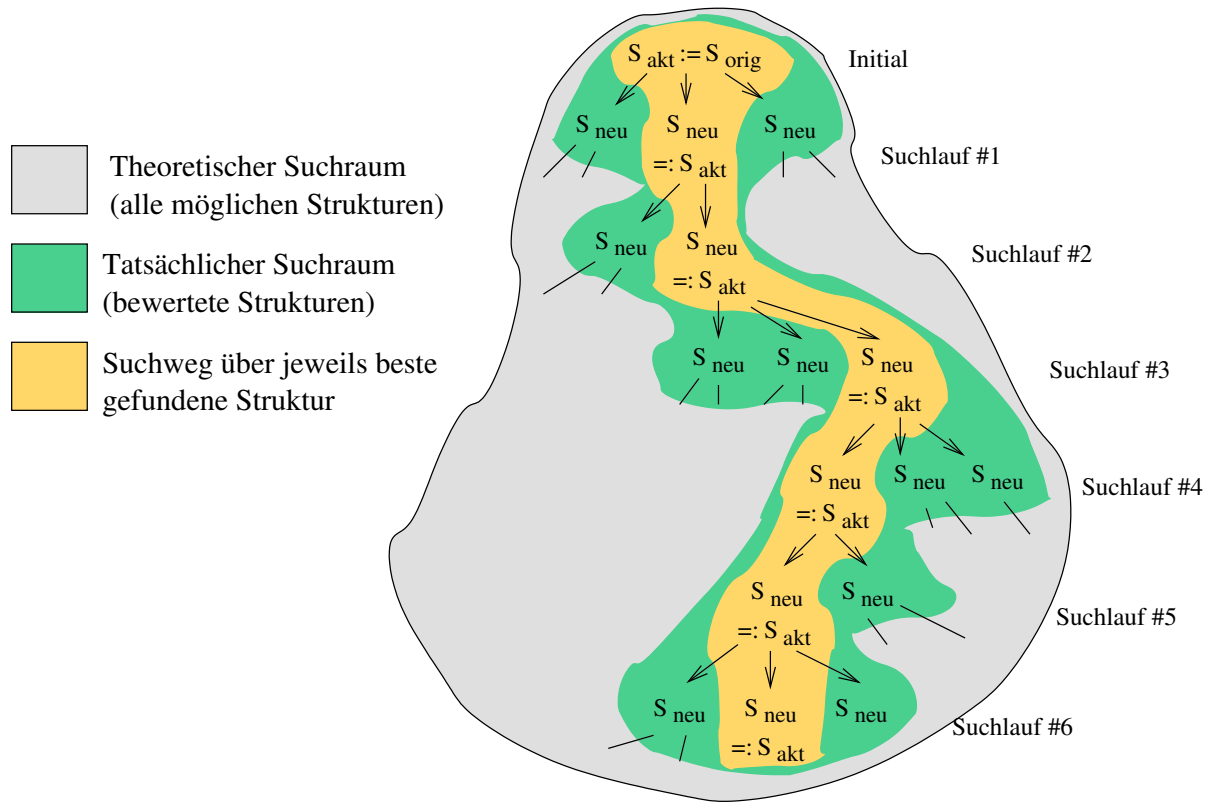 S akt := S orig
Initial
S neu S neu S neu
=: S akt
Suchlauf #1
Theoretischer Suchraum
(alle möglichen Strukturen)
S neu S neu
=: S akt
Suchlauf #2
Tatsächlicher Suchraum
(bewertete Strukturen)
S neu S neu S neu
=: S akt
Suchlauf #3
Suchweg über jeweils beste
gefundene Struktur
S neu S neu S neu
=: S akt
Suchlauf #4
S neu S neu
=: S akt
Suchlauf #5
S neu S neu S neu
=: S akt
Suchlauf #6